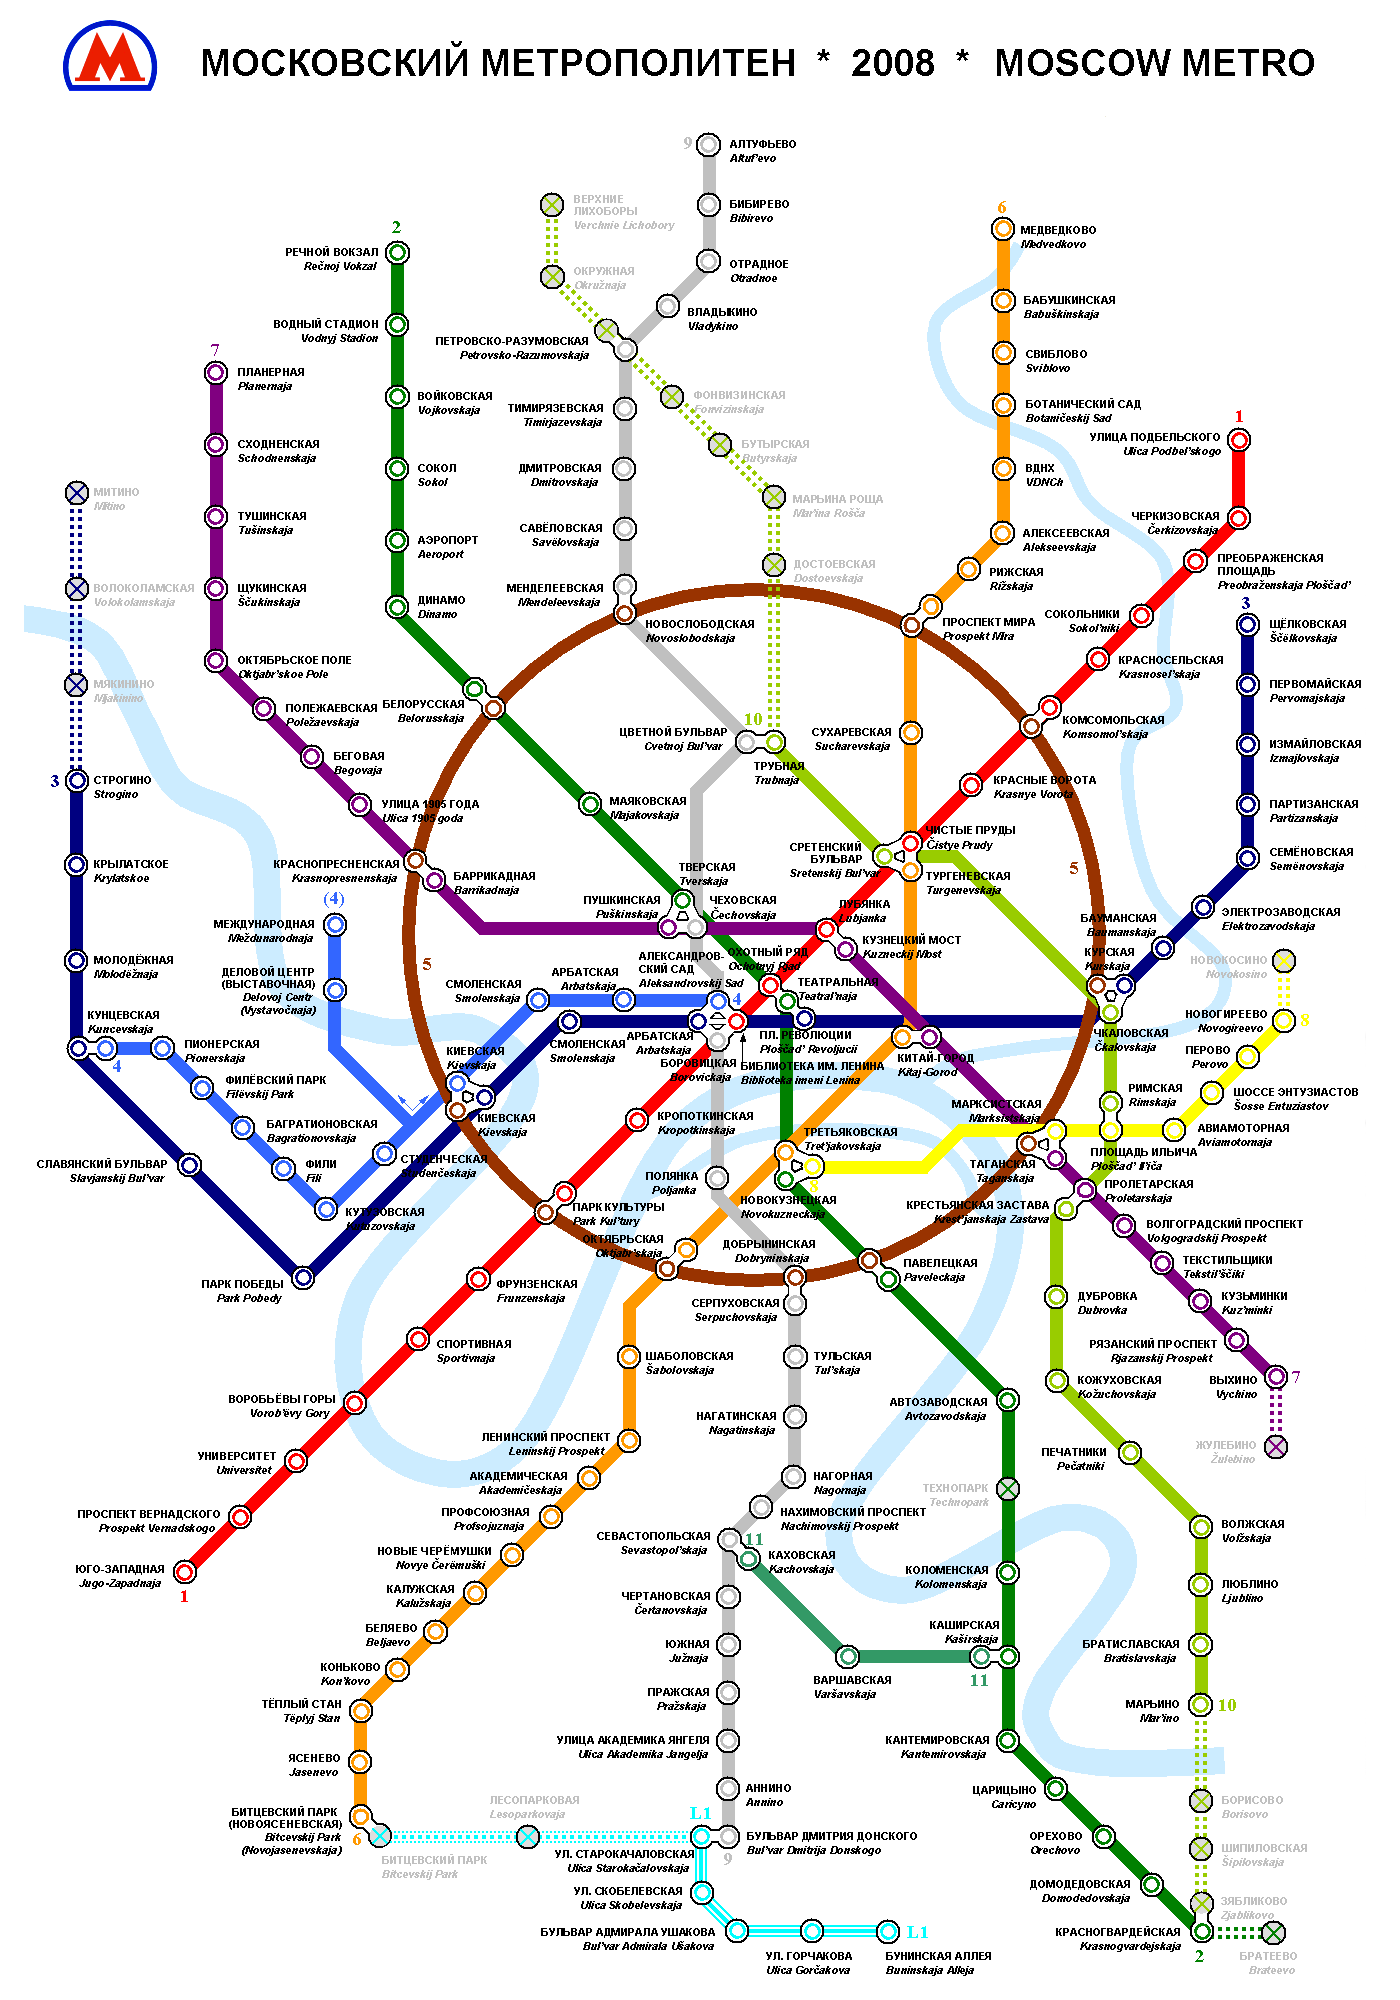 МОСКОВСКИЙ МЕТРОПОЛИТЕН * 2008 * MOSCOW METRO
9
АЛТУФЬЕВО
Altuf'evo
БИБИРЕВО
Bibirevo
ОТРАДНОЕ
Otradnoe
ВЛАДЫКИНО
Vladykino
ПЕТРОВСКО-РАЗУМОВСКАЯ
Petrovsko-Razumovskaja
ТИМИРЯЗЕВСКАЯ
Timirjazevskaja
ДМИТРОВСКАЯ
Dmitrovskaja
САВЁЛОВСКАЯ
Savëlovskaja
МЕНДЕЛЕЕВСКАЯ
Mendeleevskaja
НОВОСЛОБОДСКАЯ
Novoslobodskaja
ВЕРХНИЕ
ЛИХОБОРЫ
Verchnie Lichobory
ОКРУЖНАЯ
Okružnaja
ФОНВИЗИНСКАЯ
Fonvizinskaja
БУТЫРСКАЯ
Butyrskaja
МАРЬИНА РОЩА
Mar'ina Rošča
ДОСТОЕВСКАЯ
Dostoevskaja
2
РЕЧНОЙ ВОКЗАЛ
Rečnoj Vokzal
ВОДНЫЙ СТАДИОН
Vodnyj Stadion
ВОЙКОВСКАЯ
Vojkovskaja
СОКОЛ
Sokol
АЭРОПОРТ
Aeroport
ДИНАМО
Dinamo
БЕЛОРУССКАЯ
Belorusskaja
МАЯКОВСКАЯ
Majakovskaja
7
ПЛАНЕРНАЯ
Planernaja
СХОДНЕНСКАЯ
Schodnenskaja
ТУШИНСКАЯ
Tušinskaja
ЩУКИНСКАЯ
Ščukinskaja
ОКТЯБРЬСКОЕ ПОЛЕ
Oktjabr'skoe Pole
ПОЛЕЖАЕВСКАЯ
Poležaevskaja
БЕГОВАЯ
Begovaja
УЛИЦА 1905 ГОДА
Ulica 1905 goda
КРАСНОПРЕСНЕНСКАЯ
Krasnopresnenskaja
БАРРИКАДНАЯ
Barrikadnaja
МИТИНО
Mitino
ВОЛОКОЛАМСКАЯ
Volokolamskaja
МЯКИНИНО
Mjakinino
3
СТРОГИНО
Strogino
КРЫЛАТСКОЕ
Krylatskoe
МОЛОДЁЖНАЯ
Molodëžnaja
КУНЦЕВСКАЯ
Kuncevskaja
4
ПИОНЕРСКАЯ
Pionerskaja
ФИЛЁВСКИЙ ПАРК
Filëvskij Park
БАГРАТИОНОВСКАЯ
Bagrationovskaja
ФИЛИ
Fili
КУТУЗОВСКАЯ
Kutuzovskaja
СТУДЕНЧЕСКАЯ
Studenčeskaja
СЛАВЯНСКИЙ БУЛЬВАР
Slavjanskij Bul'var
ПАРК ПОБЕДЫ
Park Pobedy
(4)
МЕЖДУНАРОДНАЯ
Meždunarodnaja
ДЕЛОВОЙ ЦЕНТР
(ВЫСТАВОЧНАЯ)
Delovoj Centr
(Vystavočnaja)
5
КИЕВСКАЯ
Kievskaja
КИЕВСКАЯ
Kievskaja
СМОЛЕНСКАЯ
Smolenskaja
АРБАТСКАЯ
Arbatskaja
СМОЛЕНСКАЯ
Smolenskaja
АРБАТСКАЯ
Arbatskaja
АЛЕКСАНДРОВ-
СКИЙ САД
Aleksandrovskij Sad
4
БОРОВИЦКАЯ
Borovickaja
БИБЛИОТЕКА ИМ. ЛЕНИНА
Biblioteka imeni Lenina
6
МЕДВЕДКОВО
Medvedkovo
БАБУШКИНСКАЯ
Babuškinskaja
СВИБЛОВО
Sviblovo
БОТАНИЧЕСКИЙ САД
Botaničeskij Sad
ВДНХ
VDNCh
АЛЕКСЕЕВСКАЯ
Alekseevskaja
РИЖСКАЯ
Rižskaja
ПРОСПЕКТ МИРА
Prospekt Mira
СУХАРЕВСКАЯ
Sucharevskaja
1
УЛИЦА ПОДБЕЛЬСКОГО
Ulica Podbel'skogo
ЧЕРКИЗОВСКАЯ
Čerkizovskaja
ПРЕОБРАЖЕНСКАЯ
ПЛОЩАДЬ
Preobraženskaja Ploščad'
СОКОЛЬНИКИ
Sokol'niki
КРАСНОСЕЛЬСКАЯ
Krasnosel'skaja
КОМСОМОЛЬСКАЯ
Komsomol'skaja
КРАСНЫЕ ВОРОТА
Krasnye Vorota
ЧИСТЫЕ ПРУДЫ
Čistye Prudy
ТУРГЕНЕВСКАЯ
Turgenevskaja
СРЕТЕНСКИЙ
БУЛЬВАР
Sretenskij Bul'var
10
ЦВЕТНОЙ БУЛЬВАР
Cvetnoj Bul'var
ТРУБНАЯ
Trubnaja
ТВЕРСКАЯ
Tverskaja
ПУШКИНСКАЯ
Puškinskaja
ЧЕХОВСКАЯ
Čechovskaja
ЛУБЯНКА
Lubjanka
КУЗНЕЦКИЙ МОСТ
Kuzneckij Most
ОХОТНЫЙ РЯД
Ochotnyj Rjad
ТЕАТРАЛЬНАЯ
Teatral'naja
ПЛ. РЕВОЛЮЦИИ
Ploščad' Revoljucii
КИТАЙ-ГОРОД
Kitaj-Gorod
3
ЩЁЛКОВСКАЯ
Ščëlkovskaja
ПЕРВОМАЙСКАЯ
Pervomajskaja
ИЗМАЙЛОВСКАЯ
Izmajlovskaja
ПАРТИЗАНСКАЯ
Partizanskaja
СЕМЁНОВСКАЯ
Semënovskaja
ЭЛЕКТРОЗАВОДСКАЯ
Elektrozavodskaja
БАУМАНСКАЯ
Baumanskaja
КУРСКАЯ
Kurskaja
5
ЧКАЛОВСКАЯ
Čkalovskaja
НОВОКОСИНО
Novokosino
8
НОВОГИРЕЕВО
Novogireevo
ПЕРОВО
Perovo
ШОССЕ ЭНТУЗИАСТОВ
Šosse Entuziastov
АВИАМОТОРНАЯ
Aviamotornaja
РИМСКАЯ
Rimskaja
ПЛОЩАДЬ ИЛЬИЧА
Ploščad' Il'iča
МАРКСИСТСКАЯ
Marksistskaja
ТАГАНСКАЯ
Taganskaja
ПРОЛЕТАРСКАЯ
Proletarskaja
КРЕСТЬЯНСКАЯ ЗАСТАВА
Krest'janskaja Zastava
ВОЛГОГРАДСКИЙ ПРОСПЕКТ
Volgogradskij Prospekt
ТЕКСТИЛЬЩИКИ
Tekstil'ščiki
КУЗЬМИНКИ
Kuz'minki
РЯЗАНСКИЙ ПРОСПЕКТ
Rjazanskij Prospekt
ВЫХИНО
Vychino
7
ЖУЛЕБИНО
Žulebino
ТРЕТЬЯКОВСКАЯ
Tret'jakovskaja
8
НОВОКУЗНЕЦКАЯ
Novokuzneckaja
КРОПОТКИНСКАЯ
Kropotkinskaja
ПОЛЯНКА
Poljanka
ПАРК КУЛЬТУРЫ
Park Kul'tury
ОКТЯБРЬСКАЯ
Oktjabr'skaja
ДОБРЫНИНСКАЯ
Dobryninskaja
ПАВЕЛЕЦКАЯ
Paveleckaja
СЕРПУХОВСКАЯ
Serpuchovskaja
ФРУНЗЕНСКАЯ
Frunzenskaja
СПОРТИВНАЯ
Sportivnaja
ВОРОБЬЁВЫ ГОРЫ
Vorob'ëvy Gory
УНИВЕРСИТЕТ
Universitet
ПРОСПЕКТ ВЕРНАДСКОГО
Prospekt Vernadskogo
ЮГО-ЗАПАДНАЯ
Jugo-Zapadnaja
1
ШАБОЛОВСКАЯ
Šabolovskaja
ЛЕНИНСКИЙ ПРОСПЕКТ
Leninskij Prospekt
АКАДЕМИЧЕСКАЯ
Akademičeskaja
ПРОФСОЮЗНАЯ
Profsojuznaja
НОВЫЕ ЧЕРЁМУШКИ
Novye Čerëmuški
КАЛУЖСКАЯ
Kalužskaja
БЕЛЯЕВО
Beljaevo
КОНЬКОВО
Kon'kovo
ТЁПЛЫЙ СТАН
Tëplyj Stan
ЯСЕНЕВО
Jasenevo
БИТЦЕВСКИЙ ПАРК
(НОВОЯСЕНЕВСКАЯ)
Bitcevskij Park
(Novojasenevskaja)
6
БИТЦЕВСКИЙ ПАРК
Bitcevskij Park
ЛЕСОПАРКОВАЯ
Lesoparkovaja
ТУЛЬСКАЯ
Tul'skaja
НАГАТИНСКАЯ
Nagatinskaja
НАГОРНАЯ
Nagornaja
НАХИМОВСКИЙ ПРОСПЕКТ
Nachimovskij Prospekt
СЕВАСТОПОЛЬСКАЯ
Sevastopol'skaja
11
КАХОВСКАЯ
Kachovskaja
ВАРШАВСКАЯ
Varšavskaja
11
КАШИРСКАЯ
Kaširskaja
ЧЕРТАНОВСКАЯ
Čertanovskaja
ЮЖНАЯ
Južnaja
ПРАЖСКАЯ
Pražskaja
УЛИЦА АКАДЕМИКА ЯНГЕЛЯ
Ulica Akademika Jangelja
АННИНО
Annino
L1
БУЛЬВАР ДМИТРИЯ ДОНСКОГО
Bul'var Dmitrija Donskogo
9
УЛ. СТАРОКАЧАЛОВСКАЯ
Ulica Starokačalovskaja
УЛ. СКОБЕЛЕВСКАЯ
Ulica Skobelevskaja
БУЛЬВАР АДМИРАЛА УШАКОВА
Bul'var Admirala Ušakova
УЛ. ГОРЧАКОВА
Ulica Gorčakova
L1
БУНИНСКАЯ АЛЛЕЯ
Buninskaja Alleja
АВТОЗАВОДСКАЯ
Avtozavodskaja
ТЕХНОПАРК
Technopark
КОЛОМЕНСКАЯ
Kolomenskaja
КАНТЕМИРОВСКАЯ
Kantemirovskaja
ЦАРИЦЫНО
Caricyno
ОРЕХОВО
Orechovo
ДОМОДЕДОВСКАЯ
Domodedovskaja
КРАСНОГВАРДЕЙСКАЯ
Krasnogvardejskaja
2
БРАТЕЕВО
Brateevo
ДУБРОВКА
Dubrovka
КОЖУХОВСКАЯ
Kožuchovskaja
ПЕЧАТНИКИ
Pečatniki
ВОЛЖСКАЯ
Volžskaja
ЛЮБЛИНО
Ljublino
БРАТИСЛАВСКАЯ
Bratislavskaja
МАРЬИНО
Mar'ino
10
БОРИСОВО
Borisovo
ШИПИЛОВСКАЯ
Šipilovskaja
ЗЯБЛИКОВО
Zjablikovo